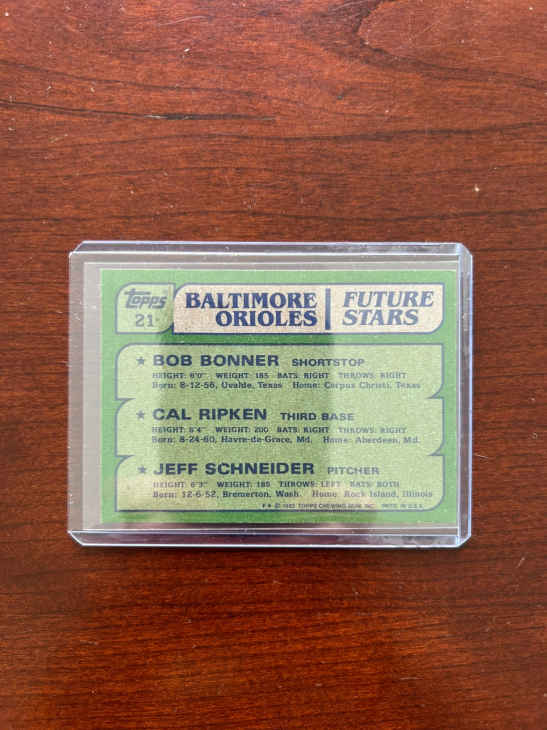 Topps
21
BALTIMORE
ORIOLES
FUTURE
STARS
★ BOB BONNER SHORTSTOP
HEIGHT: 6'0" WEIGHT: 185 BATS: RIGHT THROWS: RIGHT
Born: 8-12-56, Uvalde, Texas Home: Corpus Christi, Texas
★ CAL RIPKEN THIRD BASE
HEIGHT: 6'4" WEIGHT: 200 BATS: RIGHT THROWS: RIGHT
Born: 8-24-60, Havre-de-Grace, Md. Home: Aberdeen, Md.
★ JEFF SCHNEIDER PITCHER
HEIGHT: 6'3" WEIGHT: 185 THROWS: LEFT BATS: BOTH
Born: 12-6-52, Bremerton, Wash. Home: Rock Island, Illinois
© 1982 TOPPS CHEWING GUM, INC. PRTD. IN U.S.A.